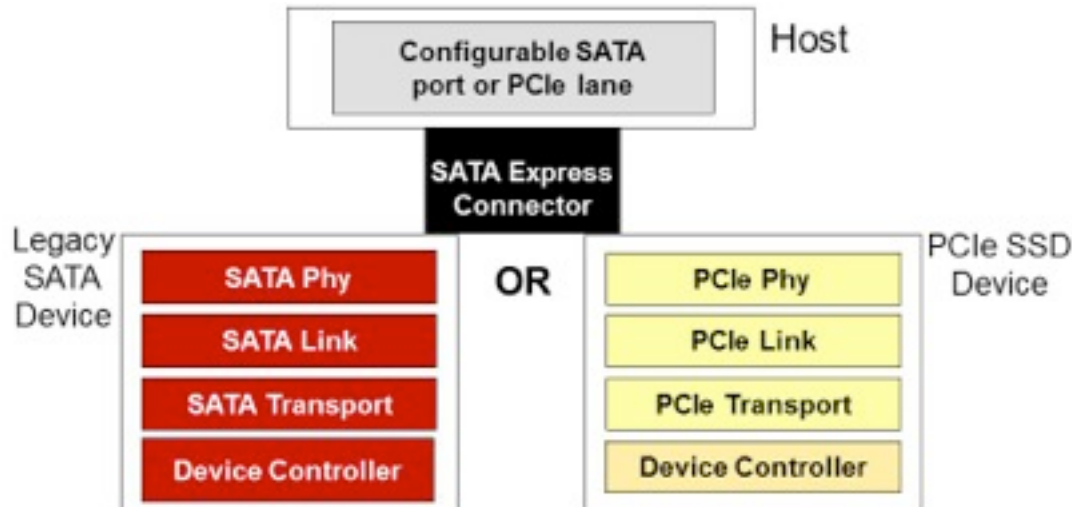 Configurable SATA
port or PCIe lane
Host
SATA Express
Connector
Legacy
SATA
Device
SATA Phy
SATA Link
SATA Transport
Device Controller
OR
PCIe Phy
PCIe Link
PCIe Transport
Device Controller
PCIe SSD
Device